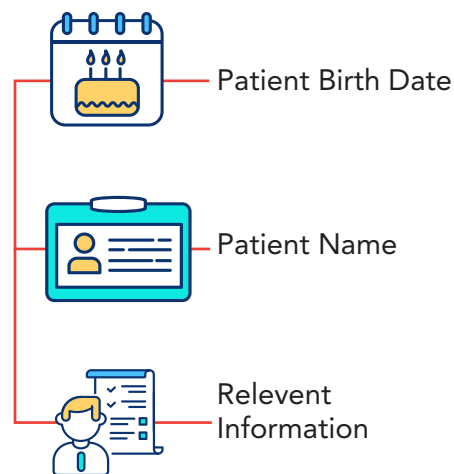 Patient Birth Date
Patient Name
Relevent
Information